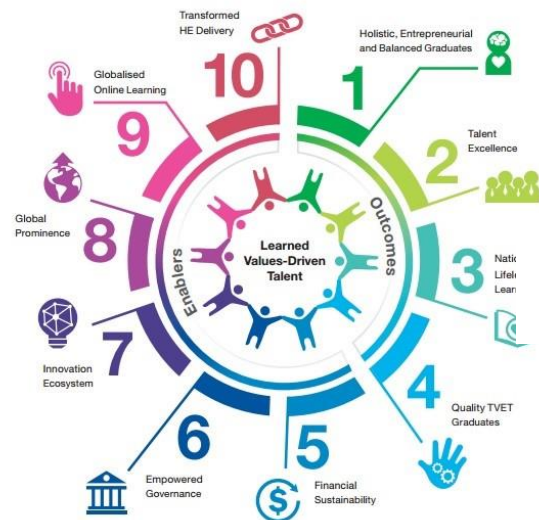 Transformed
HE Delivery
10
1
Holistic, Entrepreneurial
and Balanced Graduates
Globalised
Online Learning
9
2
Talent
Excellence
Global
Prominence
8
3
Learned
Values-Driven
Talent
Enablers
Outcomes
Innovation
Ecosystem
7
4
Quality TVET
Graduates
6
5
Empowered
Governance
$
Financial
Sustainability